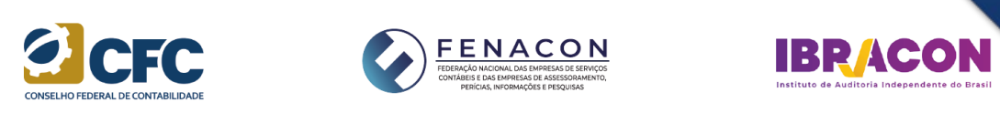 CFC
CONSELHO FEDERAL DE CONTABILIDADE
FENACON
FEDERAÇÃO NACIONAL DAS EMPRESAS DE SERVIÇOS
CONTÁBEIS E DAS EMPRESAS DE ASSESSORAMENTO,
PERÍCIAS, INFORMAÇÕES E PESQUISAS
IBRACON
Instituto de Auditoria Independente do Brasil